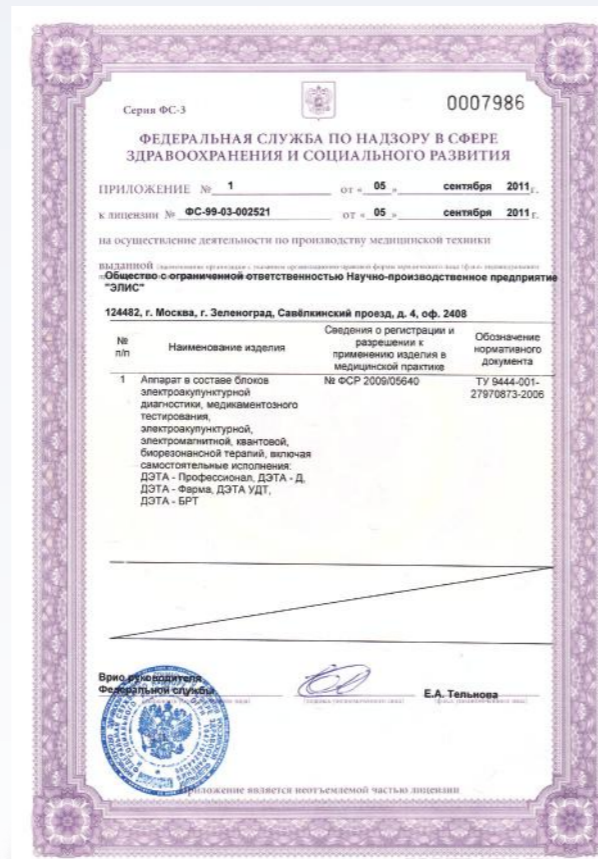 Серия ФС-3
0007986
ФЕДЕРАЛЬНАЯ СЛУЖБА ПО НАДЗОРУ В СФЕРЕ
ЗДРАВООХРАНЕНИЯ И СОЦИАЛЬНОГО РАЗВИТИЯ
ПРИЛОЖЕНИЕ № 1 от « 05 » сентября 2011 г.
к лицензии № ФС-99-03-002521 от « 05 » сентября 2011 г.
на осуществление деятельности по производству медицинской техники
выданной
Общество с ограниченной ответственностью Научно-производственное предприятие
"ЭЛИС"
124482, г. Москва, г. Зеленоград, Савёлкинский проезд, д. 4, оф. 2408
№ п/п
Наименование изделия
Сведения о регистрации и
разрешении к
применению изделия в
медицинской практике
Обозначение
нормативного
документа
1 Аппарат в составе блоков
электроакупунктурной
диагностики, медикаментозного
тестирования,
электроакупунктурной,
электромагнитной, квантовой,
биорезонансной терапий, включая
самостоятельные исполнения:
ДЭТА - Профессионал, ДЭТА - Д,
ДЭТА - Фарма, ДЭТА УДТ,
ДЭТА - БРТ
№ ФСР 2009/05640
ТУ 9444-001-
27970873-2006
Врио руководителя
Федеральной службы
Е.А. Тельнова
Приложение является неотъемлемой частью лицензии